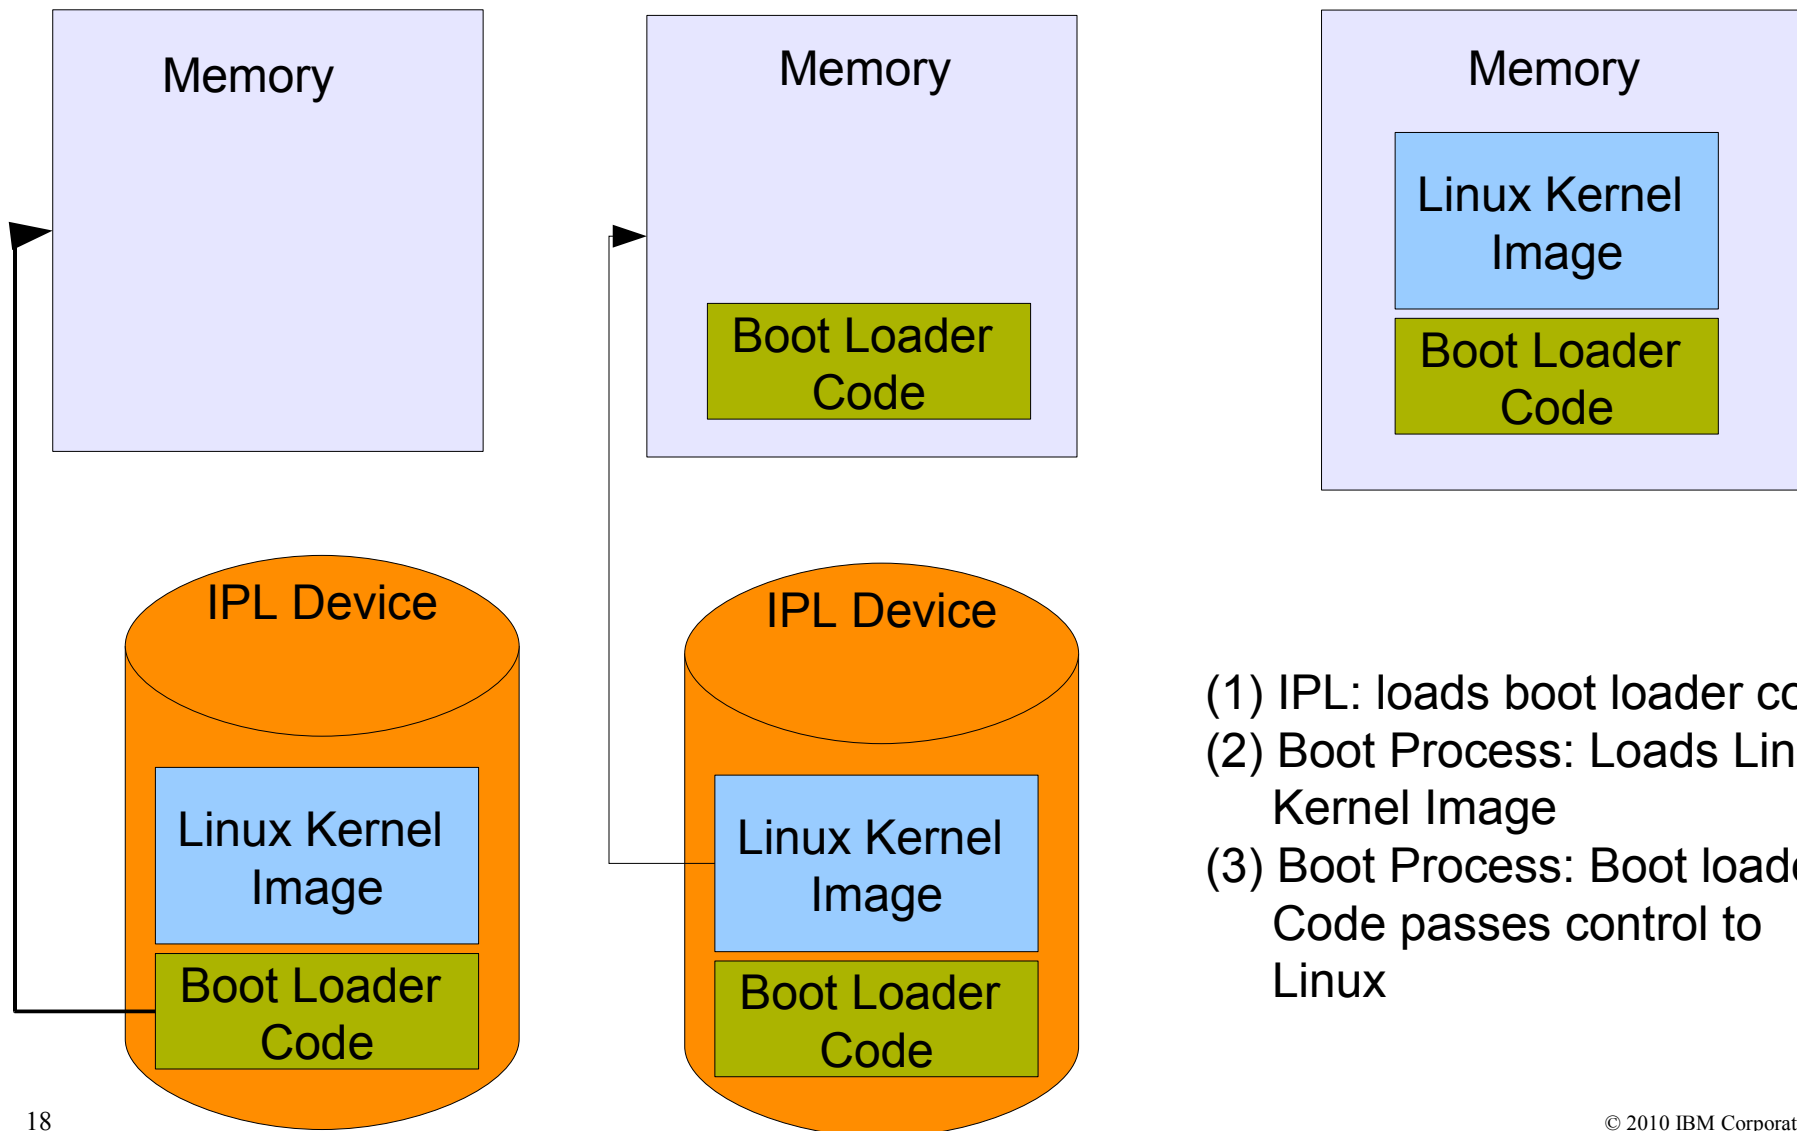 Memory
Memory
Boot Loader
Code
Memory
Linux Kernel
Image
Boot Loader
Code
IPL Device
Linux Kernel
Image
Boot Loader
Code
IPL Device
Linux Kernel
Image
Boot Loader
Code
(1) IPL: loads boot loader
(2) Boot Process: Loads
Kernel Image
(3) Boot Process: Boot
Code passes control to
Linux
18
© 2010 IBM